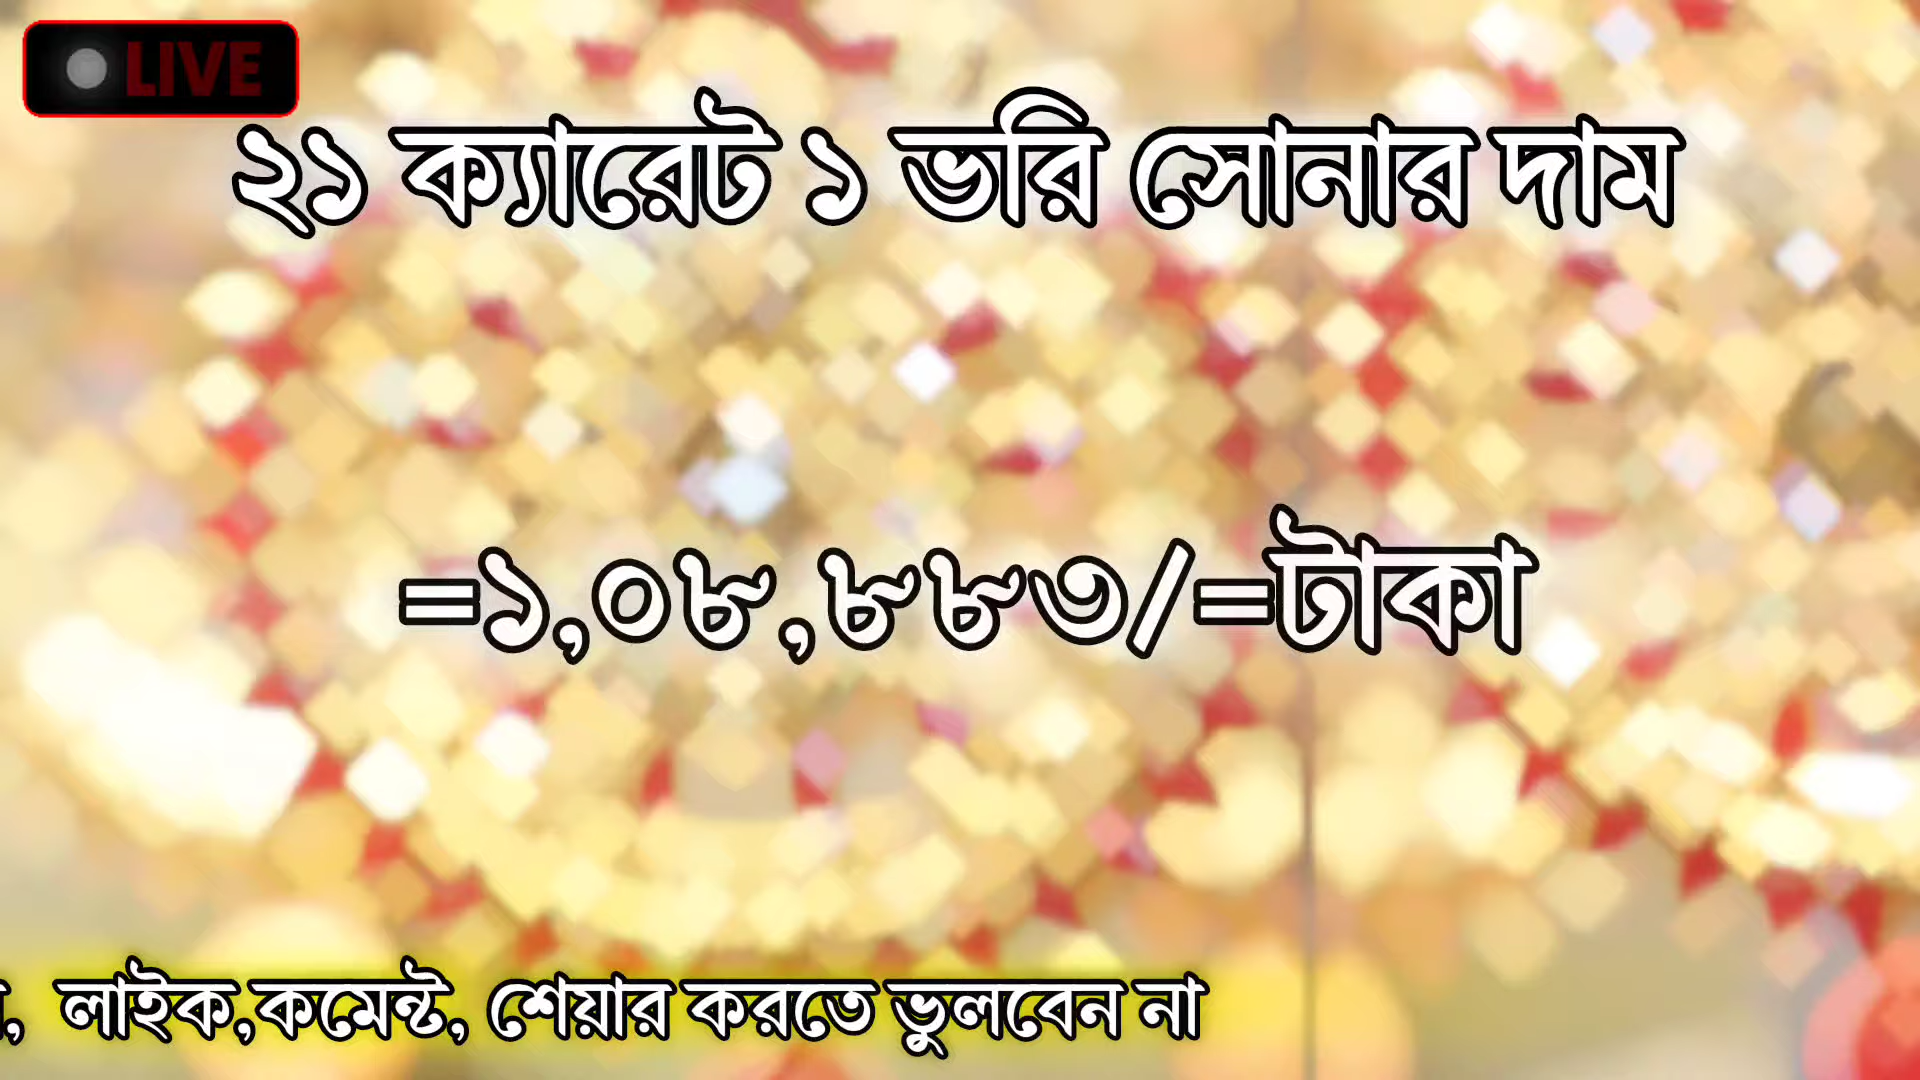 LIVE
২১ ক্যারেট ১ ভরি সোনার দাম
=১,০৮,৮৮৩/=টাকা
, লাইক,কমেন্ট, শেয়ার করতে ভুলবেন না